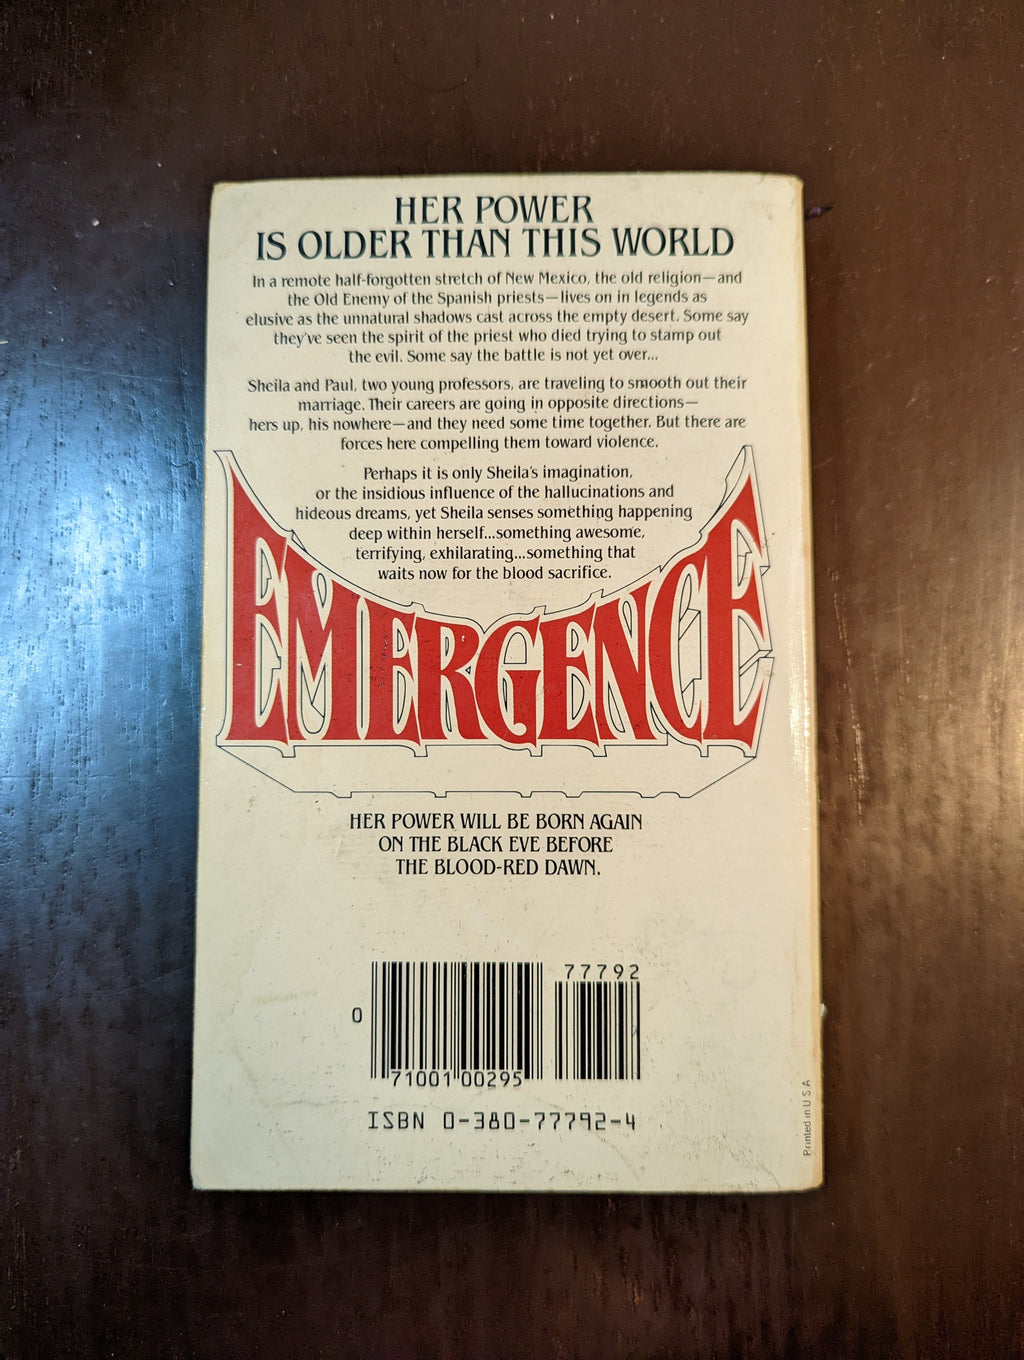 HER POWER
IS OLDER THAN THIS WORLD
In a remote half-forgotten stretch of New Mexico, the old religion—and
the Old Enemy of the Spanish priests—lives on in legends as
elusive as the unnatural shadows cast across the empty desert. Some say
they've seen the spirit of the priest who died trying to stamp out
the evil. Some say the battle is not yet over...
Sheila and Paul, two young professors, are traveling to smooth out their
marriage. Their careers are going in opposite directions—
hers up, his nowhere—and they need some time together. But there are
forces here compelling them toward violence.
Perhaps it is only Sheila's imagination,
or the insidious influence of the hallucinations and
hideous dreams, yet Sheila senses something happening
deep within herself...something awesome,
terrifying, exhilarating...something that
waits now for the blood sacrifice.
EMERGENCE
HER POWER WILL BE BORN AGAIN
ON THE BLACK EVE BEFORE
THE BLOOD-RED DAWN.
77792
0
71001 00295
ISBN 0-380-77792-4
Printed in U.S.A